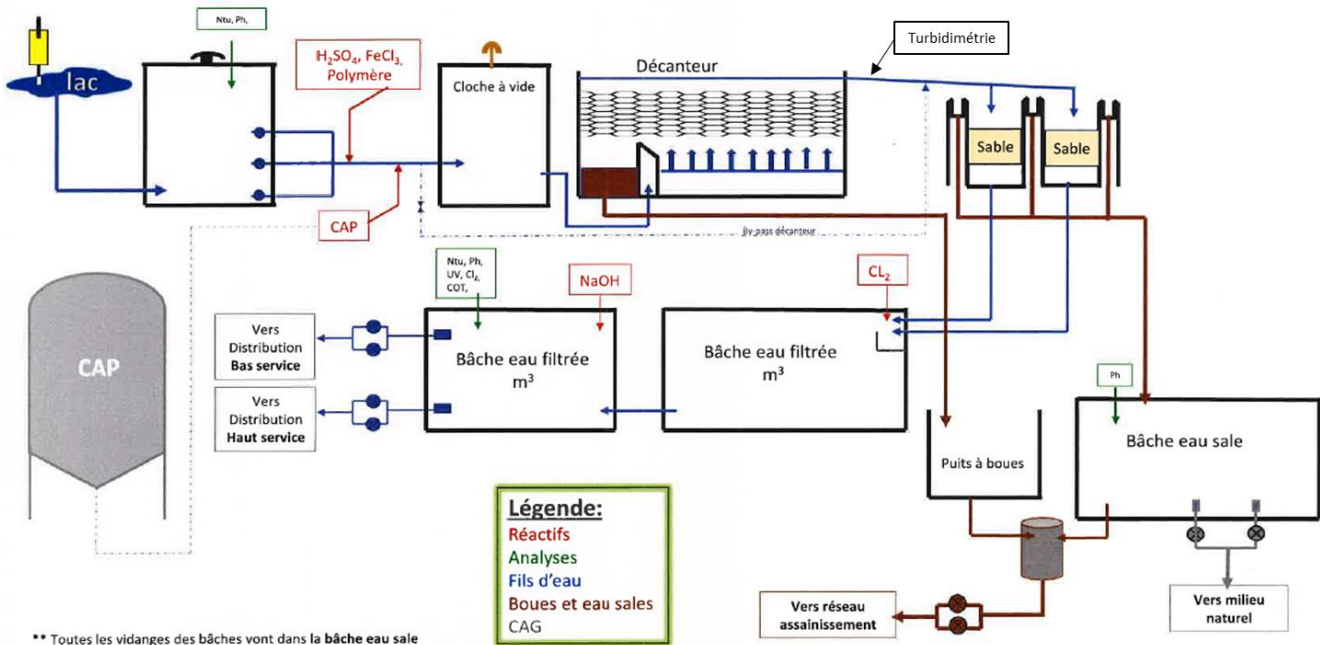 Ntu, Ph,
lac
H₂SO₄, FeCl₃,
Polymère
CAP
Cloche à vide
Décanteur
Turbidimétrie
Sable
Sable
By-pass décanteur
CAP
Vers
Distribution
Bas service
Vers
Distribution
Haut service
Ntu, Ph,
UV, Cl₂,
COT,
NaOH
Bâche eau filtrée
m³
CL₂
Bâche eau filtrée
m³
Puits à boues
Ph
Bâche eau sale
Légende:
Réactifs
Analyses
Fils d'eau
Boues et eau sales
CAG
Vers réseau
assainissement
Vers milieu
naturel
** Toutes les vidanges des bâches vont dans la bâche eau sale